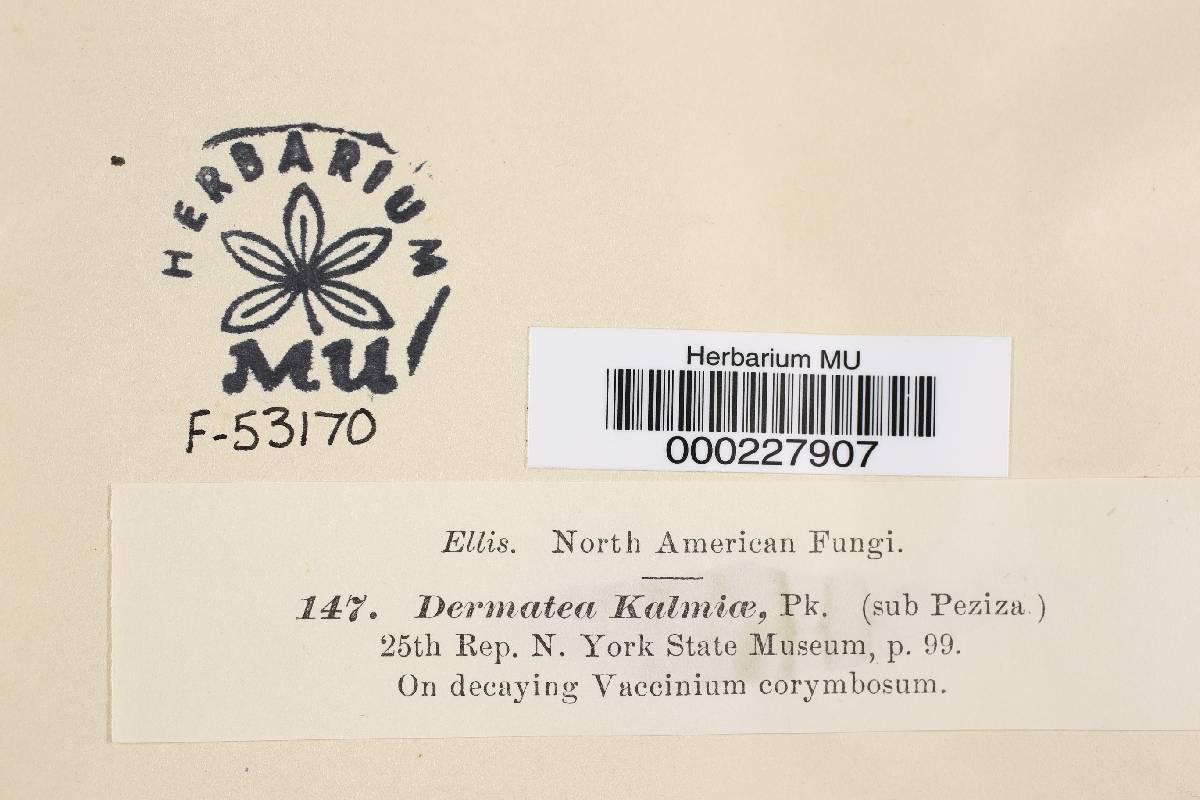 HERBARIUM
MU
F-53170
Herbarium MU
000227907
Ellis. North American Fungi.
147. Dermatea Kalmiæ, Pk. (sub Peziza.)
25th Rep. N. York State Museum, p. 99.
On decaying Vaccinium corymbosum.